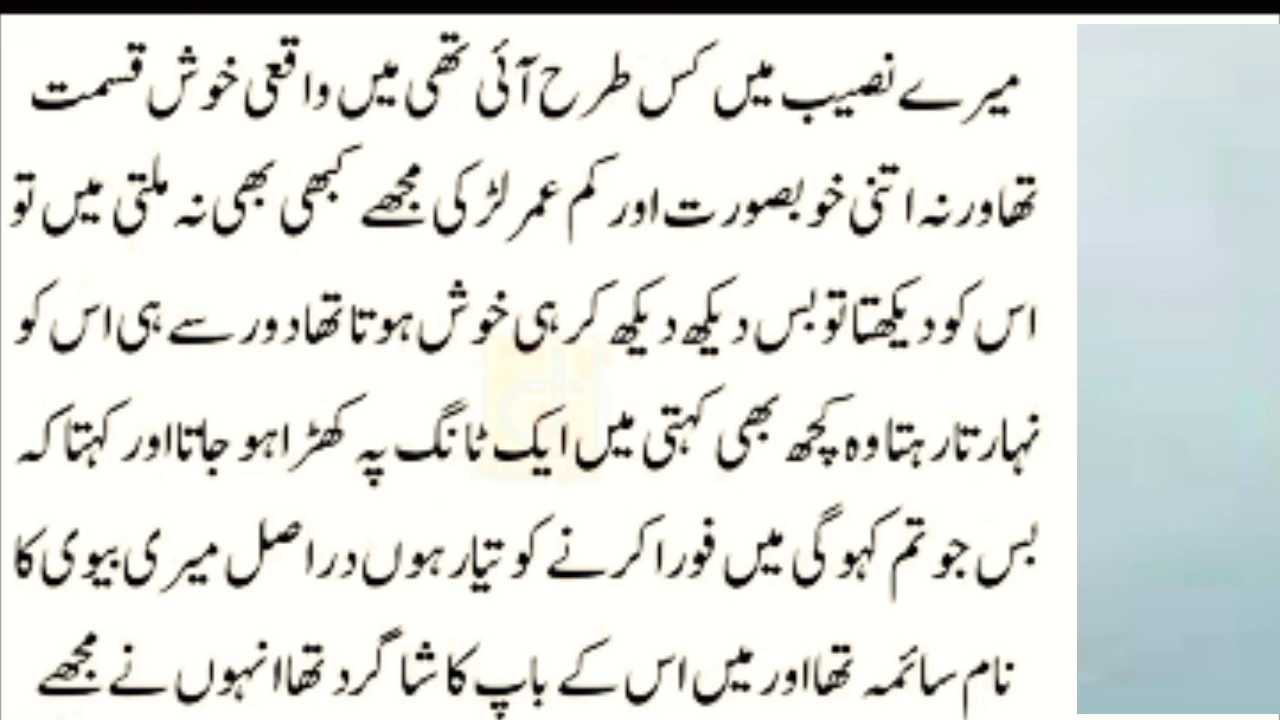 میرے نصیب میں کس طرح آئی تھی میں واقعی خوش قسمت
تھا ورنہ اتنی خوبصورت اور کم عمر لڑکی مجھے کبھی بھی نہ ملتی میں تو
اس کو دیکھتا تو بس دیکھ دیکھ کر ہی خوش ہوتا تھا دور سے ہی اس کو
نہارتا رہتا وہ کچھ بھی کہتی میں ایک ٹانگ پہ کھڑا ہو جاتا اور کہتا کہ
بس جو تم کہو گی میں فورا کرنے کو تیار ہوں دراصل میری بیوی کا
نام سائمہ تھا اور میں اس کے باپ کا شاگرد تھا انہوں نے مجھے